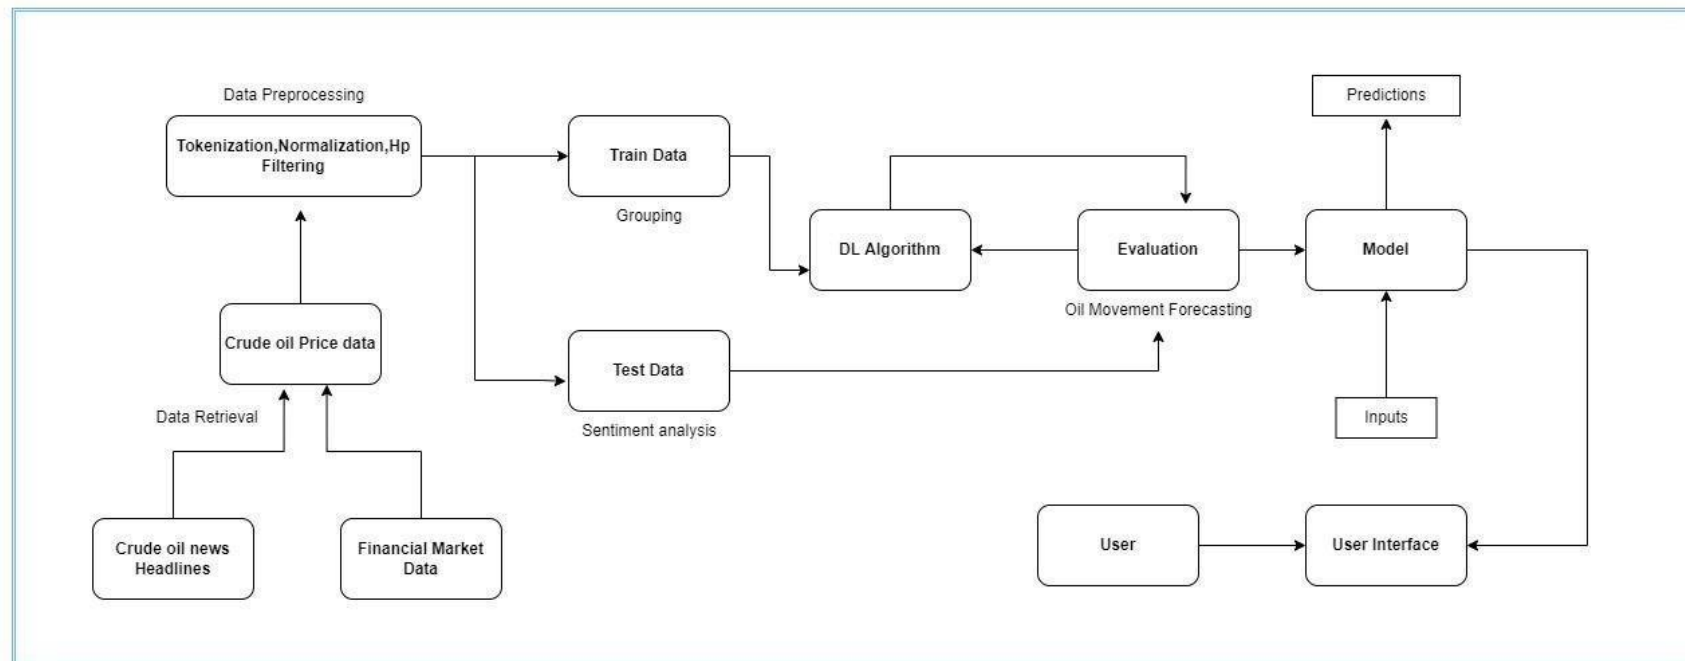 Data Preprocessing
Tokenization,Normalization,Hp
Filtering
Train Data
Grouping
Crude oil Price data
Data Retrieval
Crude oil news
Headlines
Financial Market
Data
Test Data
Sentiment analysis
DL Algorithm
Evaluation
Oil Movement Forecasting
Predictions
Model
Inputs
User
User Interface